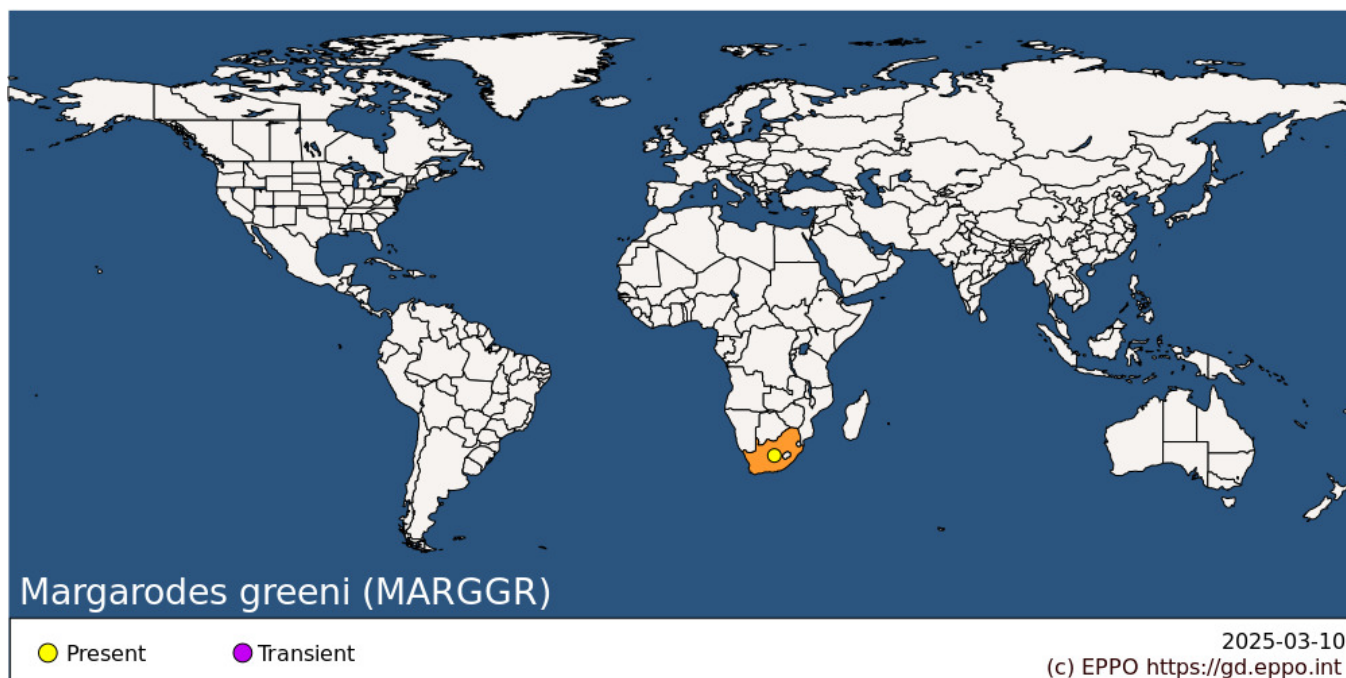 Margarodes greeni (MARGGR)
Present
Transient
2025-03-10
(c) EPPO https://gd.eppo.int